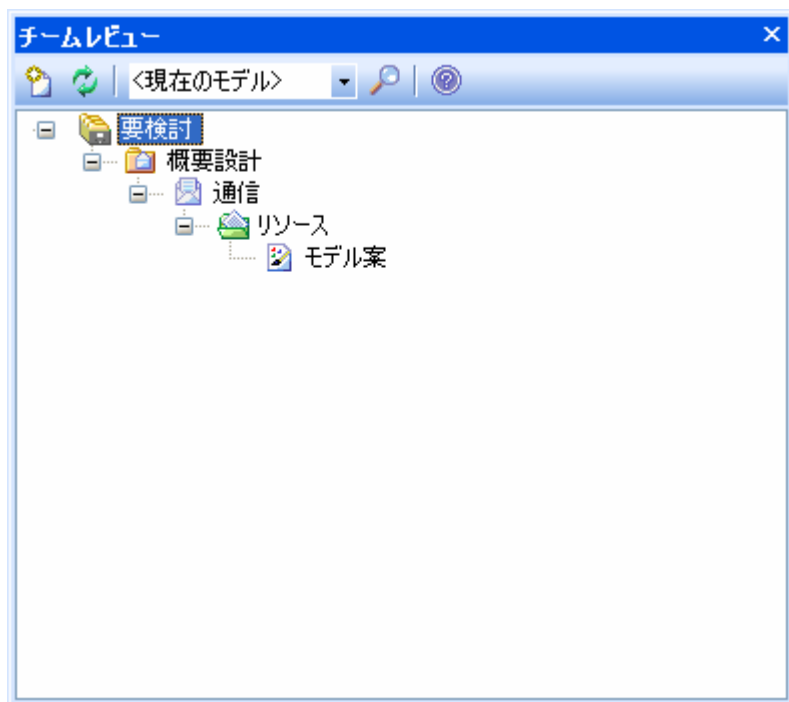 チームレビュー
<現在のモデル>
要検討
概要設計
通信
リソース
モデル案